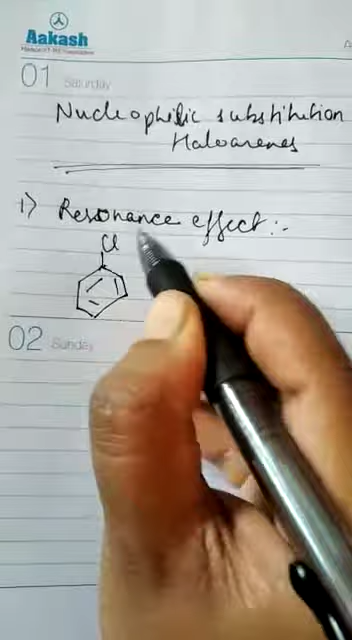 Aakash
01 Saturday
Nucleophilic substitution
Haloarenes
1) Resonance effect :-
Cl
02 Sunday